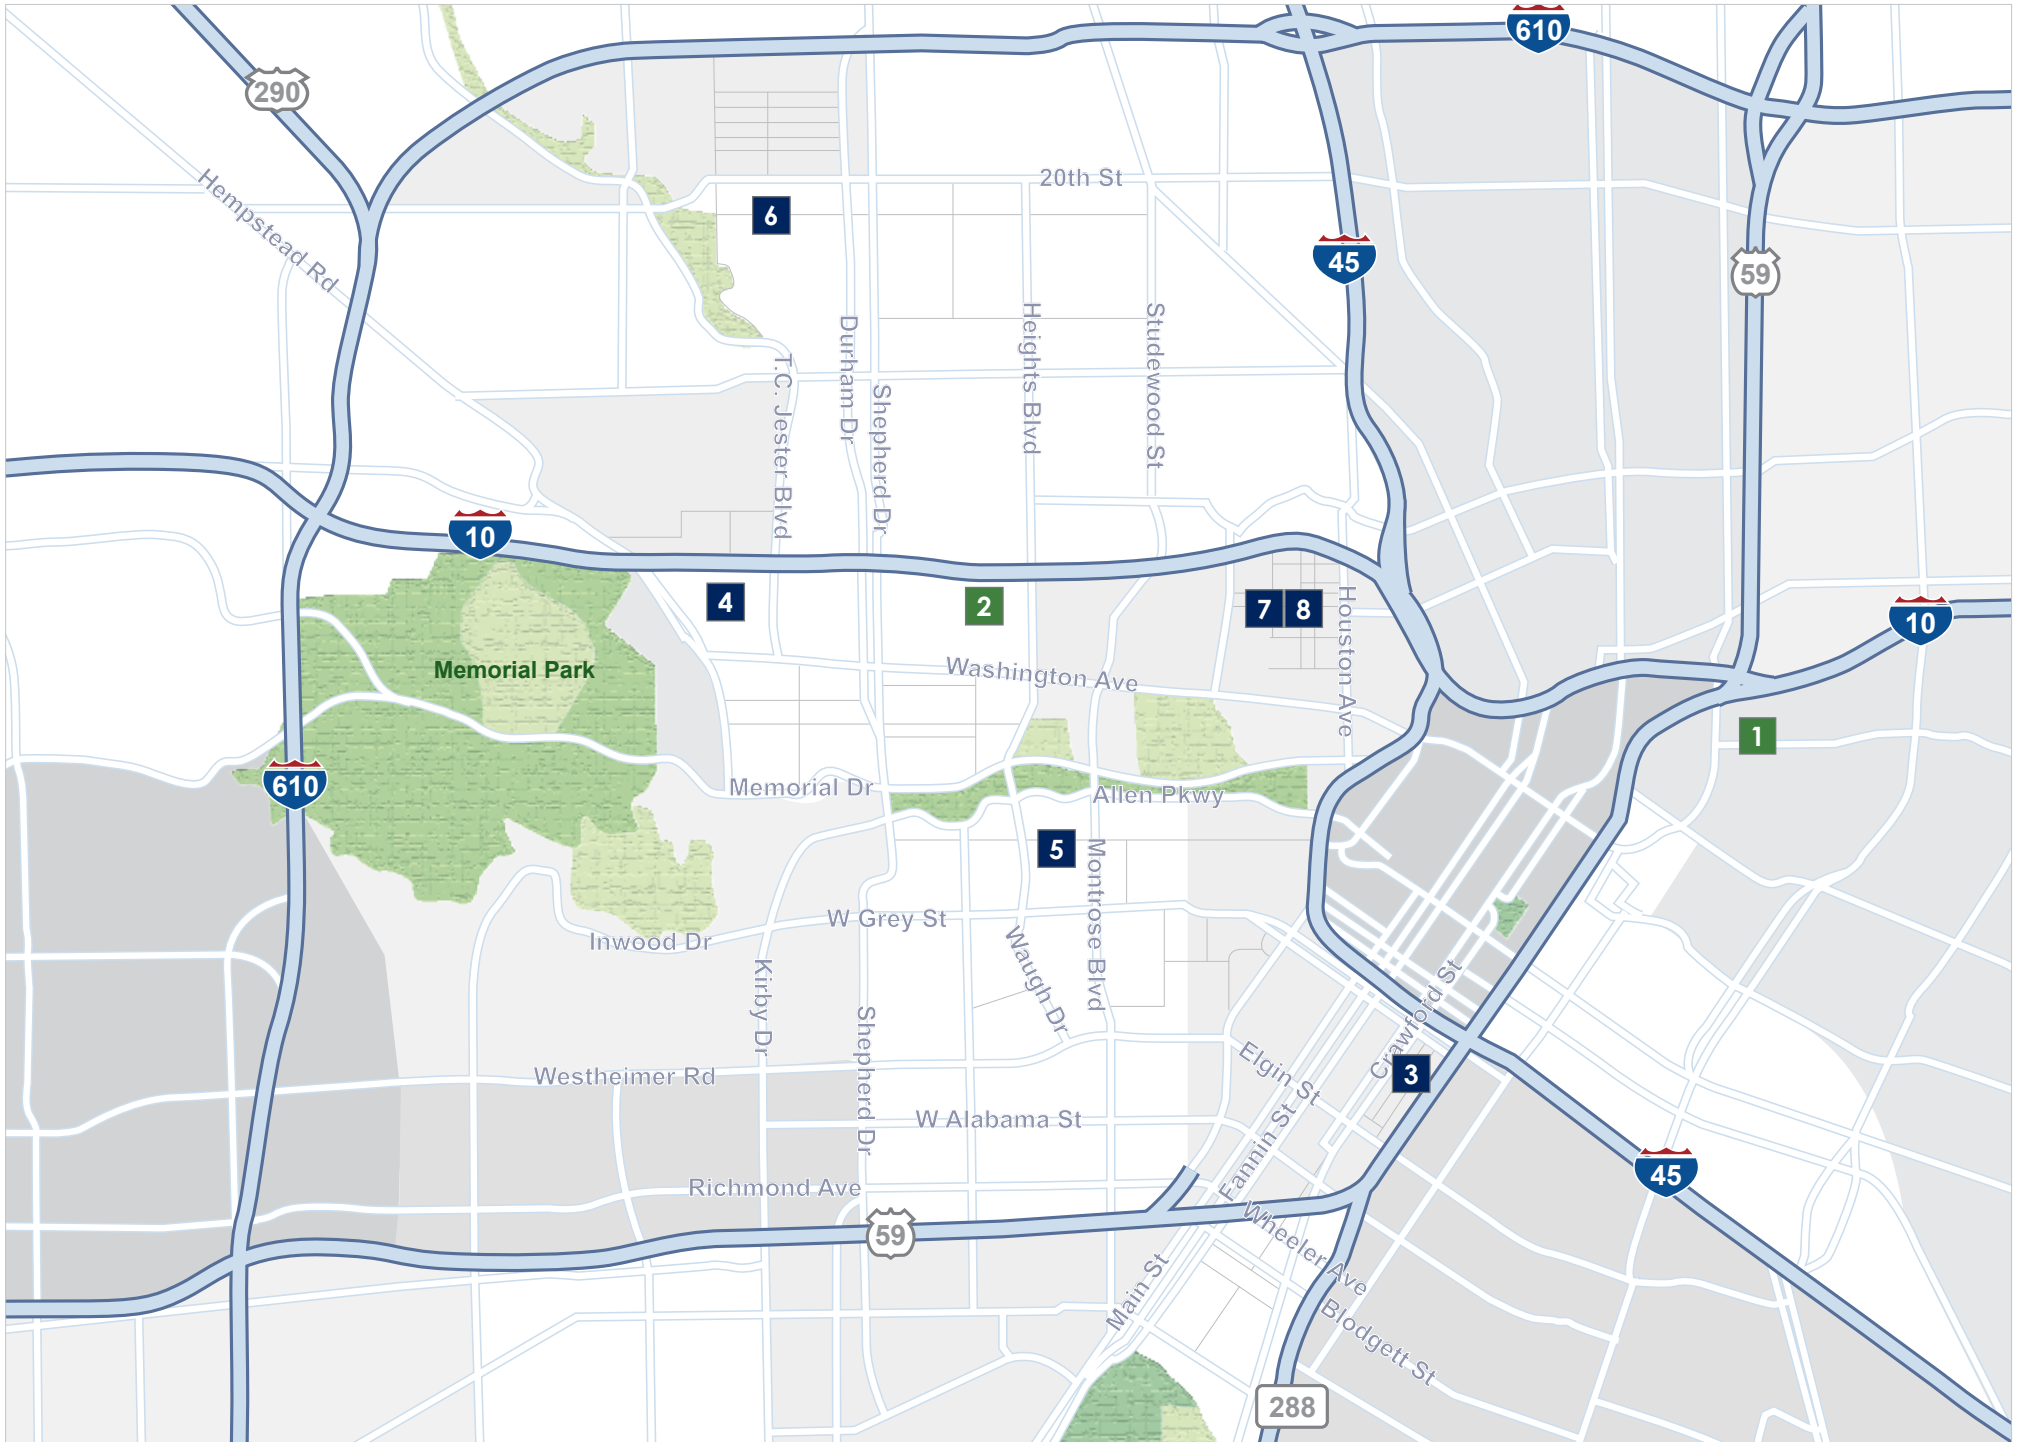 610
290
20th St
Hempstead Rd
6
45
59
Durham Dr
Heights Blvd
Studewood St
T.C. Jester Blvd
Shepherd Dr
10
4
2
7
8
Houston Ave
10
Memorial Park
Washington Ave
1
610
Memorial Dr
Allen Pkwy
5
Montrose Blvd
W Grey St
Inwood Dr
Waugh Dr
Kirby Dr
Crawford St
Shepherd Dr
Elgin St
3
Westheimer Rd
W Alabama St
Fannin St
45
Richmond Ave
59
Wheeler Ave
Main St
Blodgett St
288